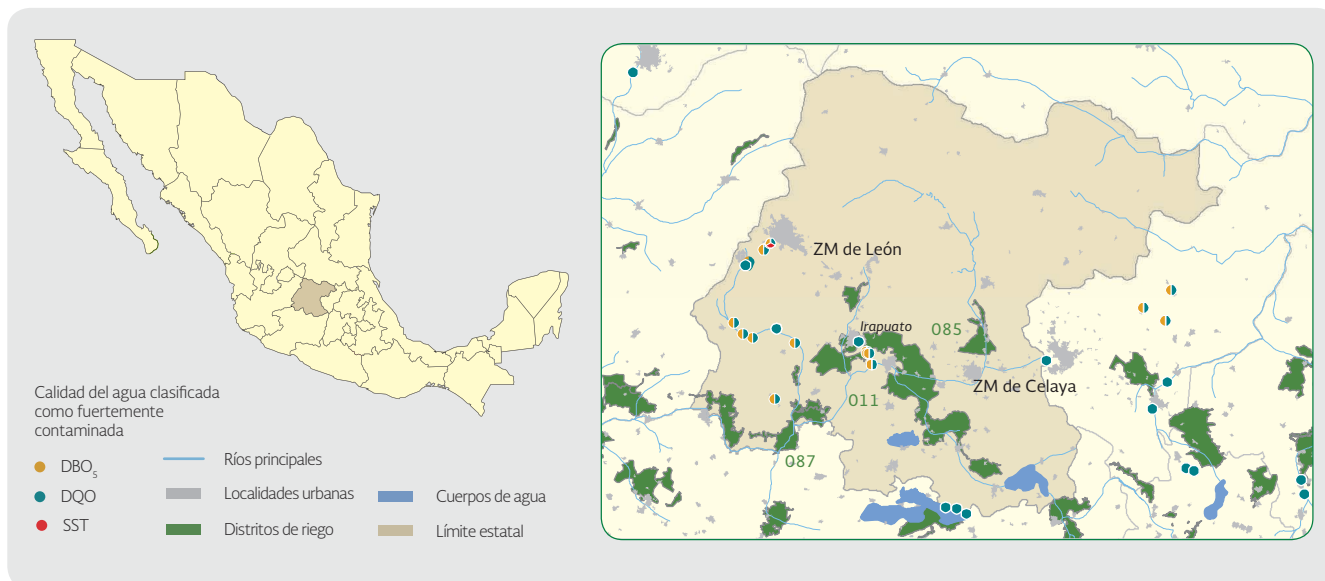 Calidad del agua clasificada
como fuertemente
contaminada
DBO5
DQO
SST
Ríos principales
Localidades urbanas
Distritos de riego
Cuerpos de agua
Límite estatal
ZM de León
Irapuato
085
ZM de Celaya
011
087